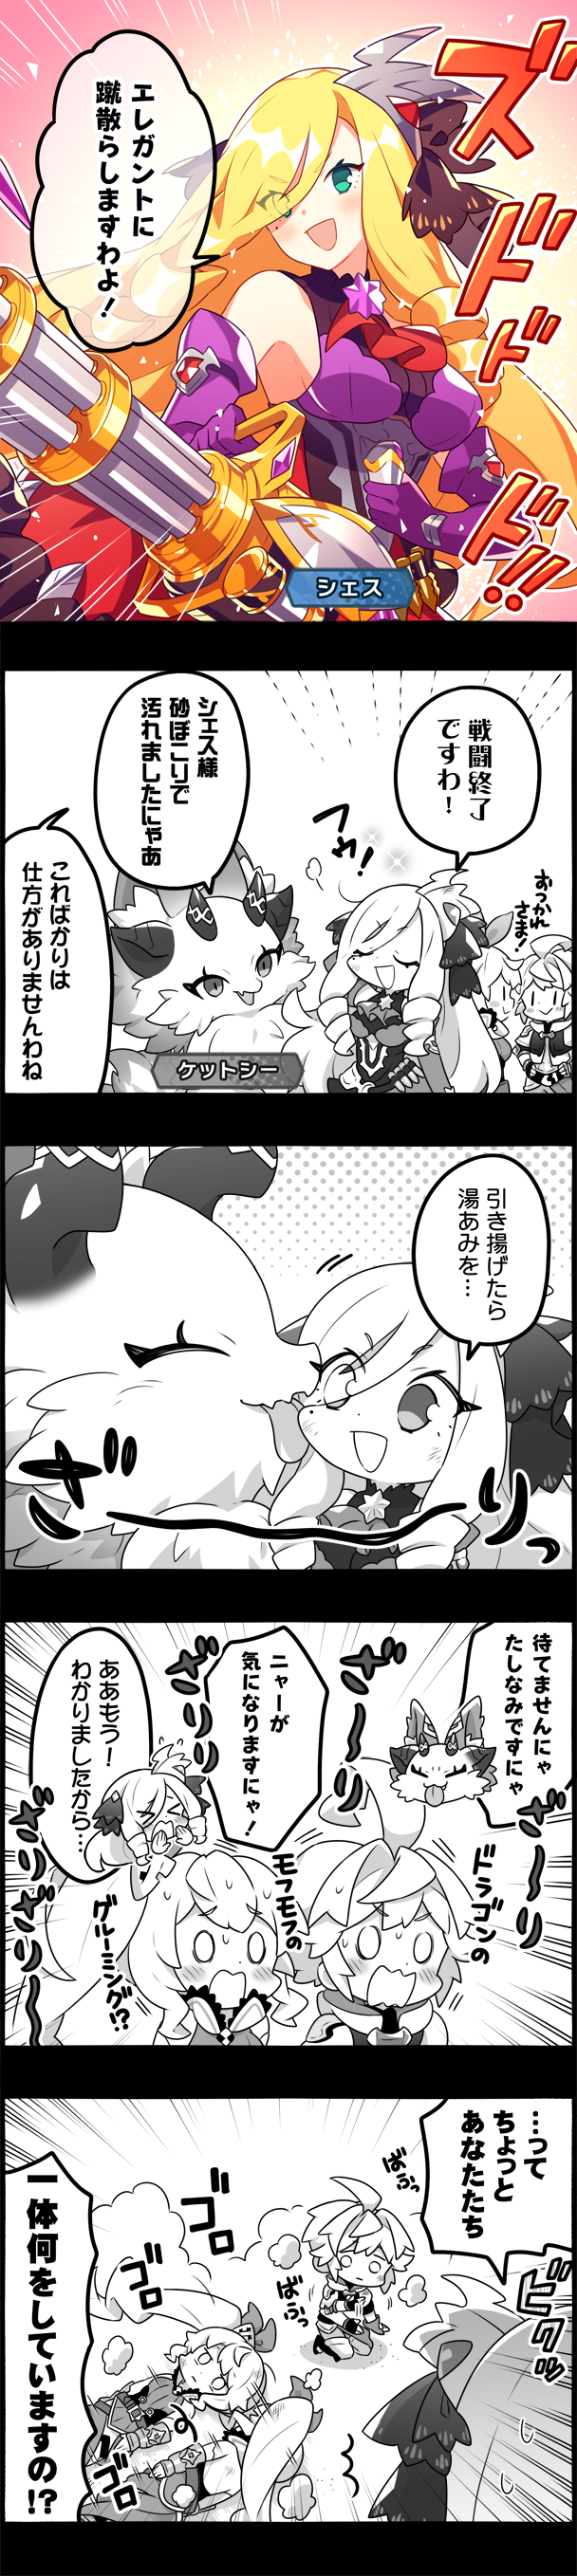 ズドドドド!!
エレガントに
蹴散らしますわよ！
シェス
戦闘終了
ですわ！
おつかれ
さま！
ふぁさっ！
シェス様
砂ぼこりで
汚れましたにゃあ
ケットシー
こればかりは
仕方がありませんわね
引き揚げたら
湯あみを…
待てませんにゃ
たしなみですにゃ
ざ〜り
ニャーが
気になりますにゃ！
ざりり
ああもう！
わかりましたから…
ざりざり〜
ドラゴンの
モフモフの
グルーミング!?
…って
ちょっと
あなたたち
ビクッ
ばふっ
ばふっ
ゴロ
ゴロ
ゴロ
一体何をしていますの!?